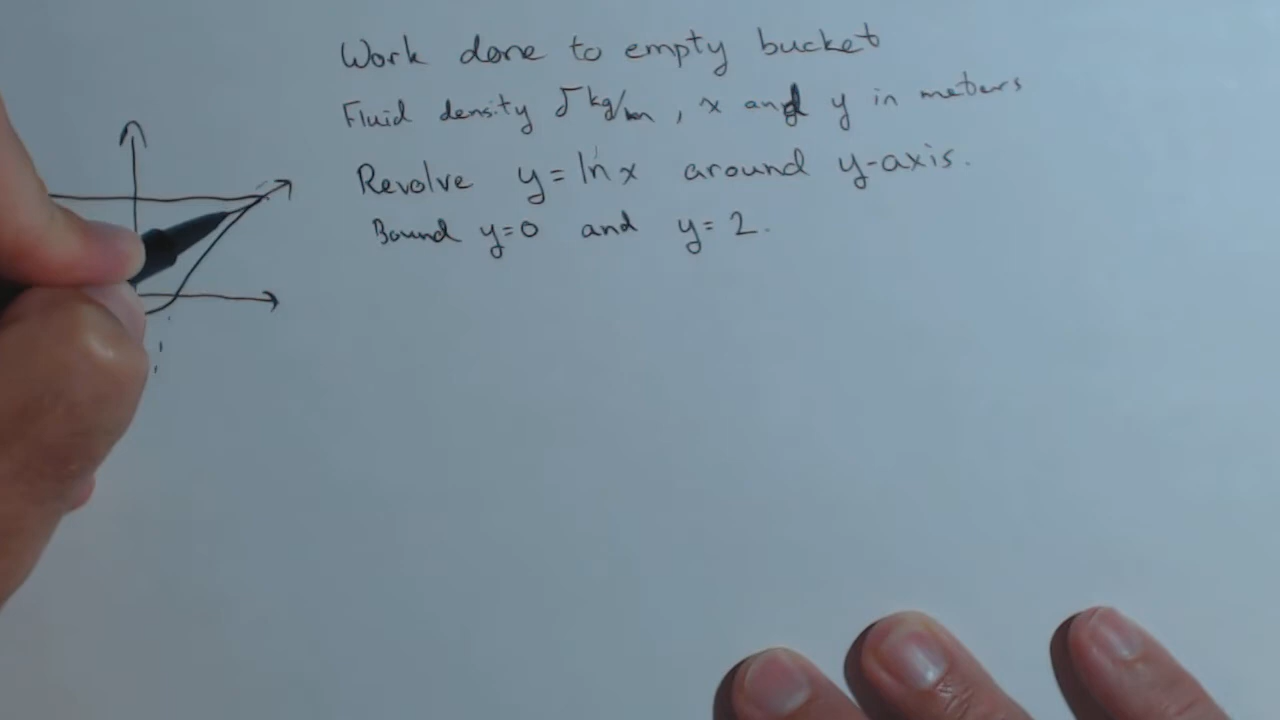 Work done to empty bucket
Fluid density 5 kg/m , x and y in meters
Revolve y = ln x around y-axis.
Bound y=0 and y= 2.